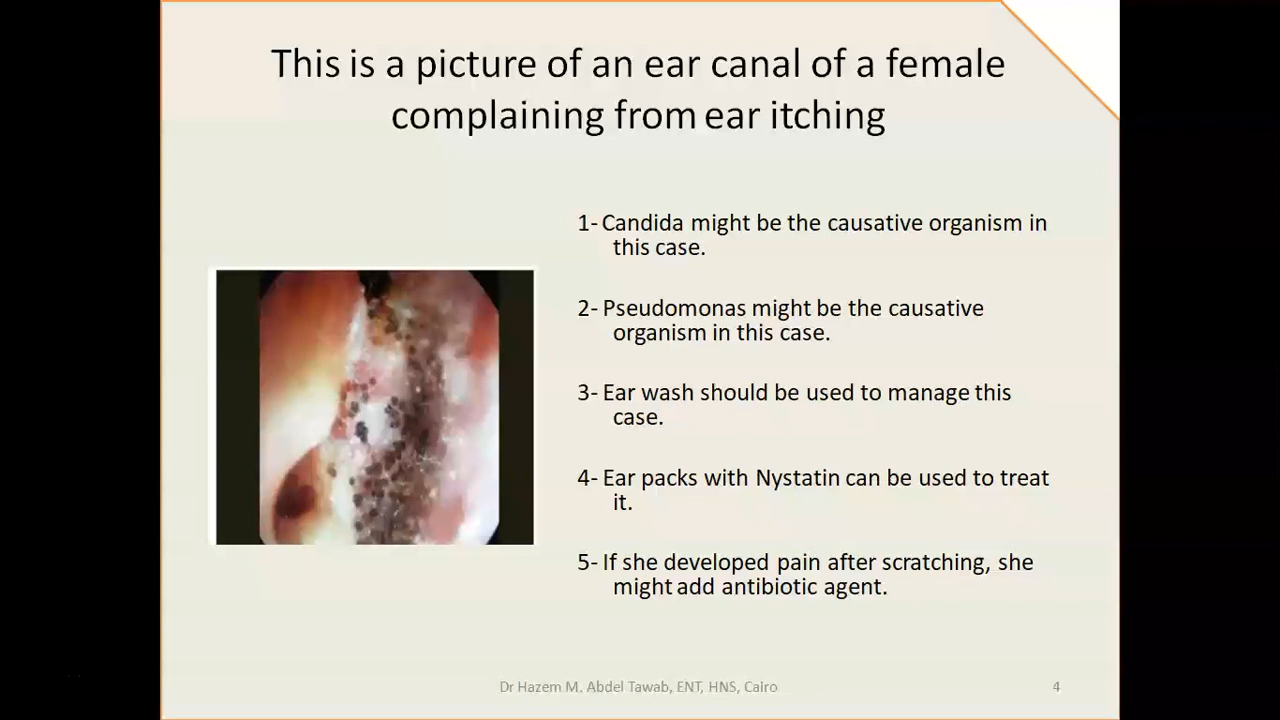 This is a picture of an ear canal of a female
complaining from ear itching
1- Candida might be the causative organism in
this case.
2- Pseudomonas might be the causative
organism in this case.
3- Ear wash should be used to manage this
case.
4- Ear packs with Nystatin can be used to treat
it.
5- If she developed pain after scratching, she
might add antibiotic agent.
Dr Hazem M. Abdel Tawab, ENT, HNS, Cairo
4